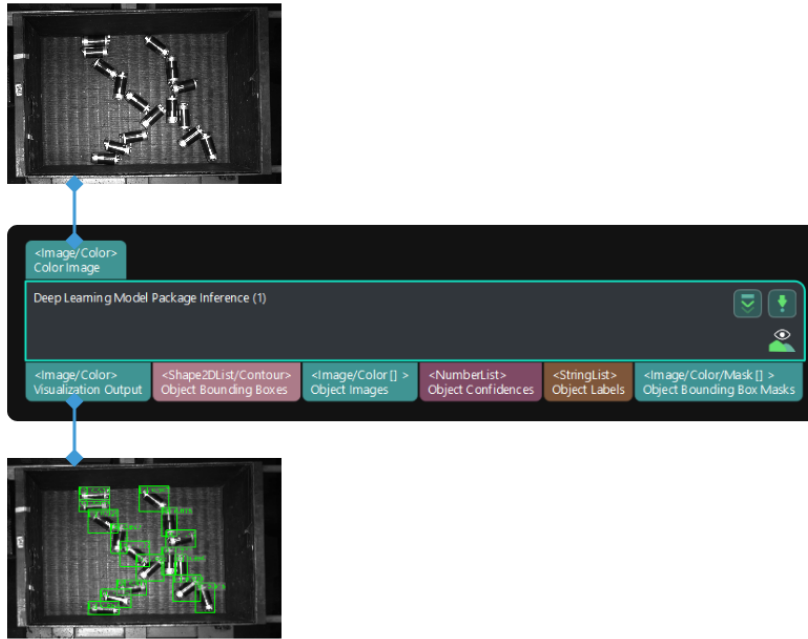 <Image/Color>
Color Image
Deep Learning Model Package Inference (1)
<Image/Color>
Visualization Output
<Shape2DList/Contour>
Object Bounding Boxes
<Image/Color [] >
Object Images
<NumberList>
Object Confidences
<StringList>
Object Labels
<Image/Color/Mask [] >
Object Bounding Box Masks